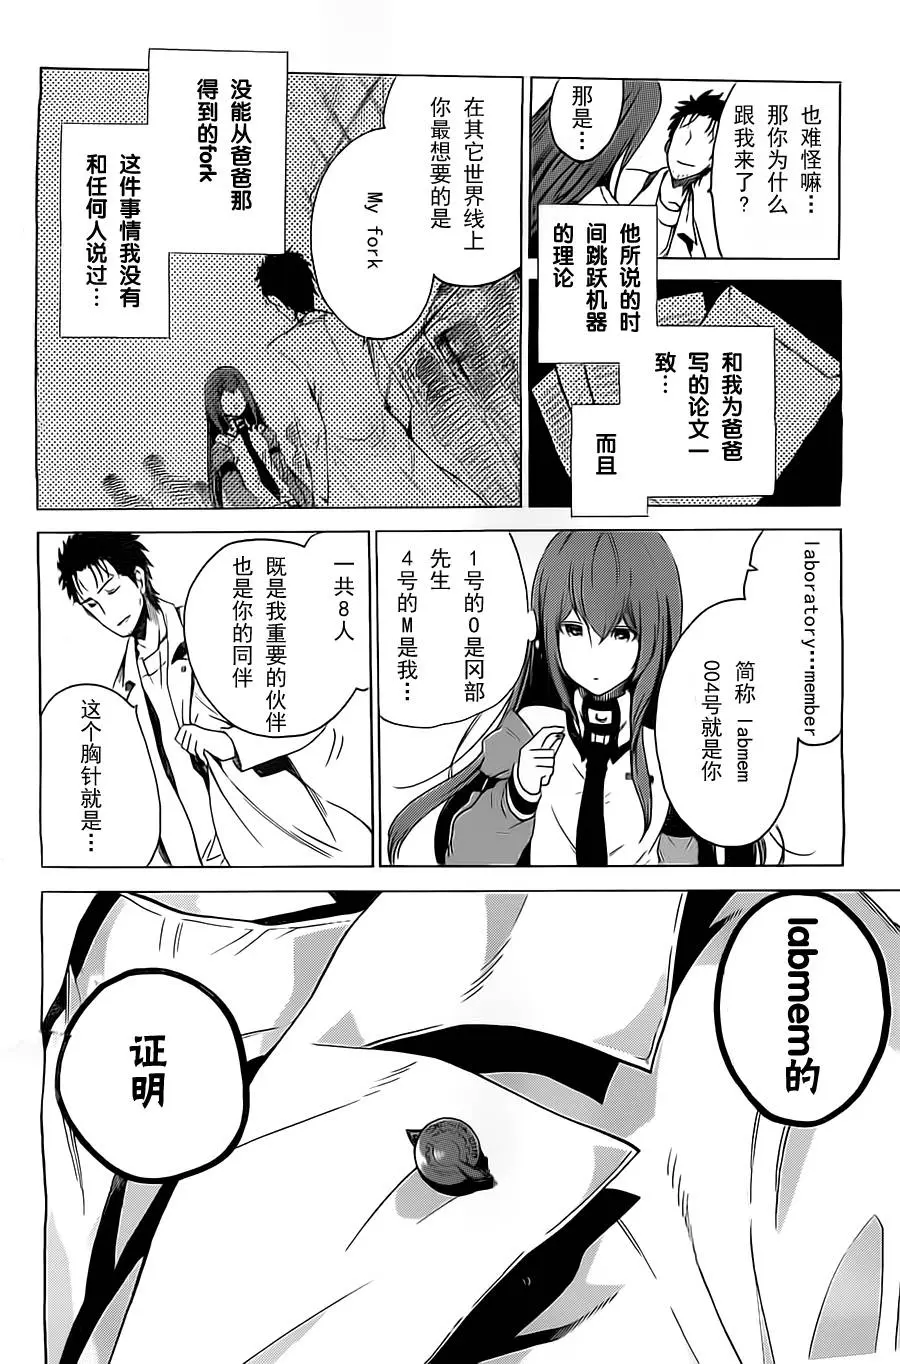 也难怪嘛…
那你为什么
跟我来了？
那是…
他所说的时
间跳跃机器
的理论
和我为爸爸
写的论文一
致…
而且
在其它世界线上
你最想要的是
My fork
没能从爸爸那
得到的fork
这件事情我没有
和任何人说过…
laboratory…member
简称labmem
004号就是你
1号的O是冈部
先生
4号的M是我…
一共8人
既是我重要的伙伴
也是你的同伴
这个胸针就是…
labmem的
证明